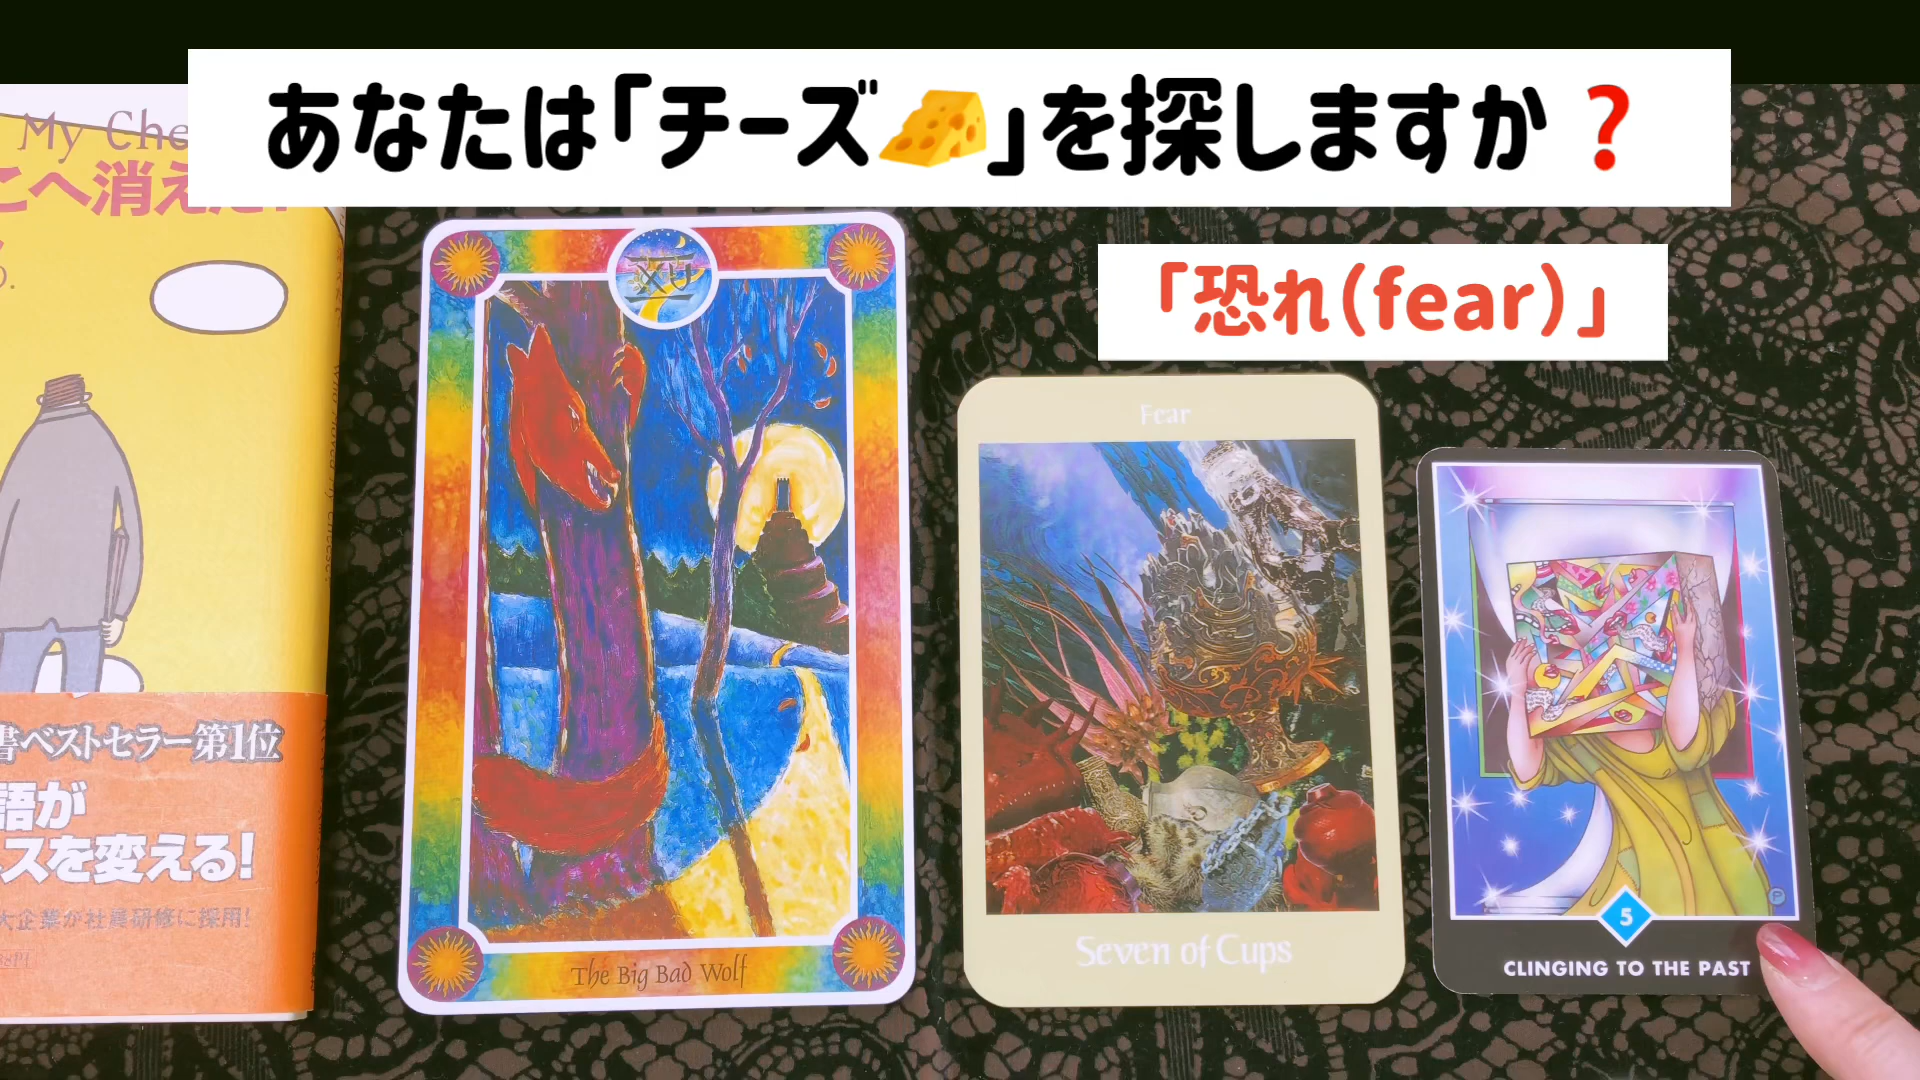 あなたは「チーズ🧀」を探しますか❓
「恐れ(fear)」
My Che
こへ消えた?
書ベストセラー第1位
語が
スを変える!
大企業が社員研修に採用!
The Big Bad Wolf
Fear
Seven of Cups
5
CLINGING TO THE PAST